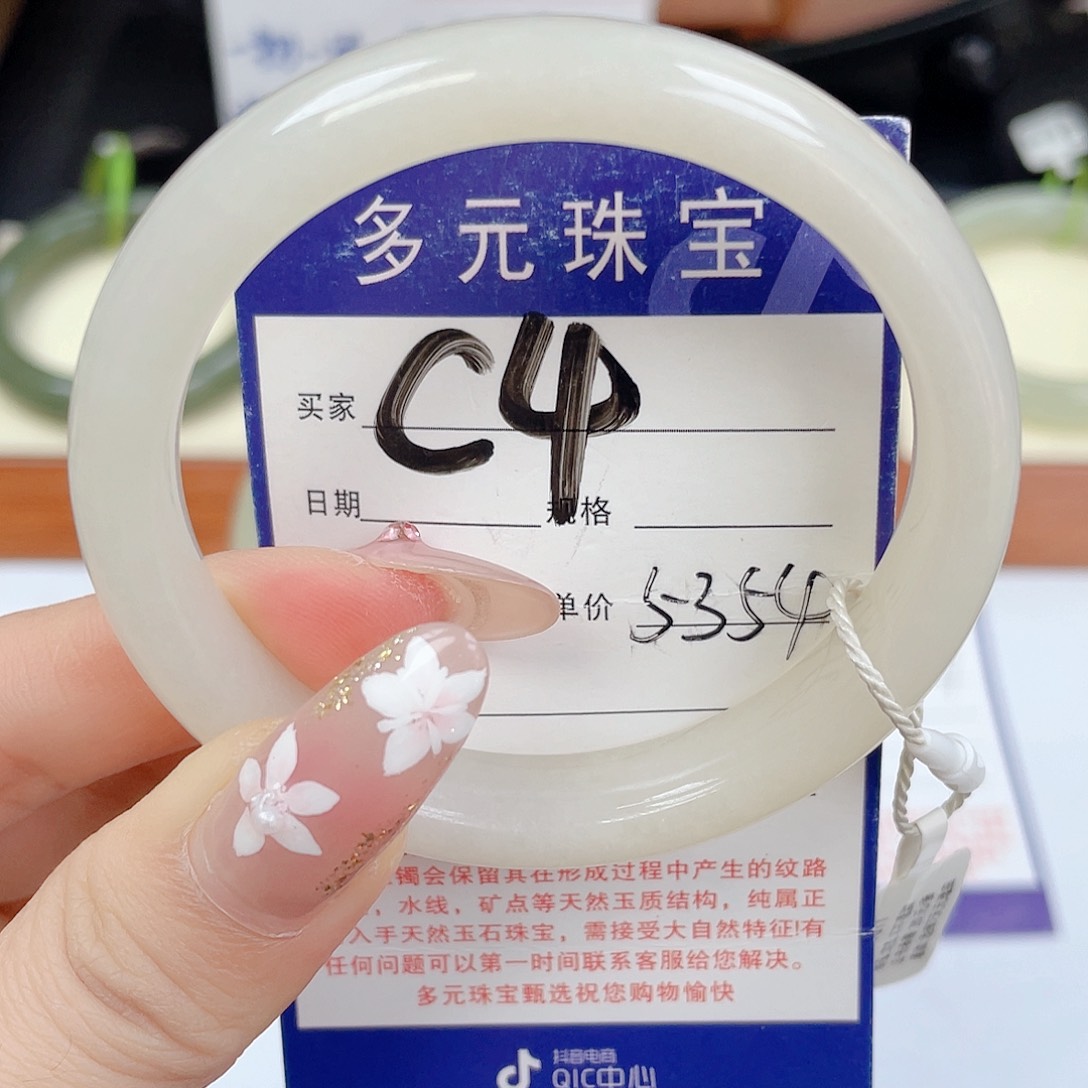 多元珠宝
买家 C4
日期 规格
单价 5354
镯会保留其在形成过程中产生的纹路
，水线，矿点等天然玉质结构，纯属正
入手天然玉石珠宝，需接受大自然特征!有
任何问题可以第一时间联系客服给您解决。
多元珠宝甄选祝您购物愉快
抖音电商
QIC中心